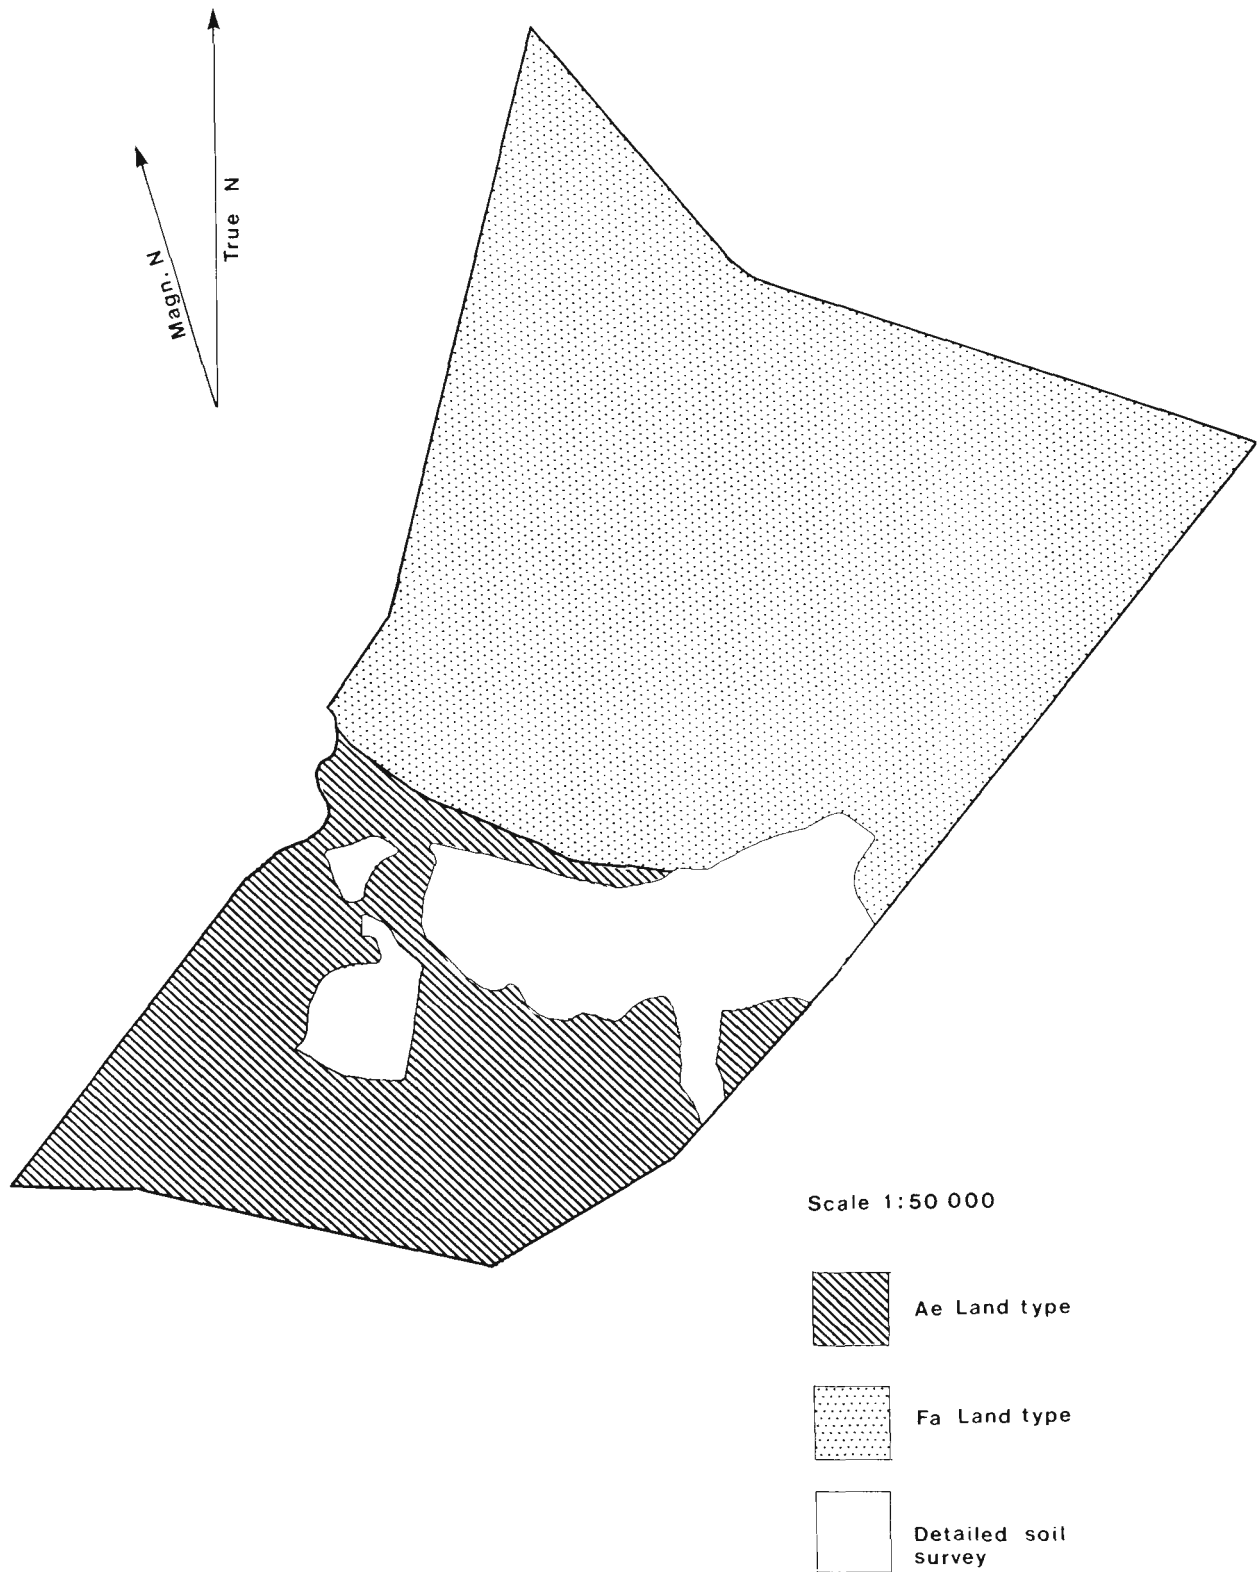 True N
Magn. N
Scale 1:50 000
Ae Land type
Fa Land type
Detailed soil
survey